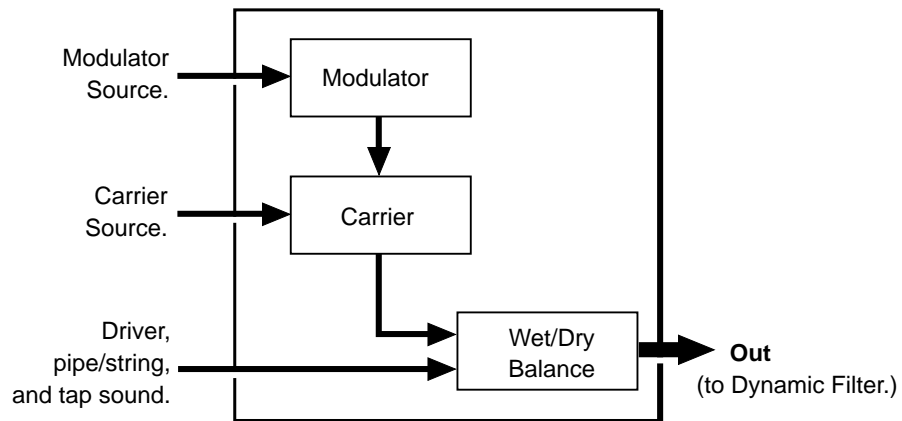 Modulator
Source.
Modulator
Carrier
Source.
Carrier
Driver,
pipe/string,
and tap sound.
Wet/Dry
Balance
Out
(to Dynamic Filter.)